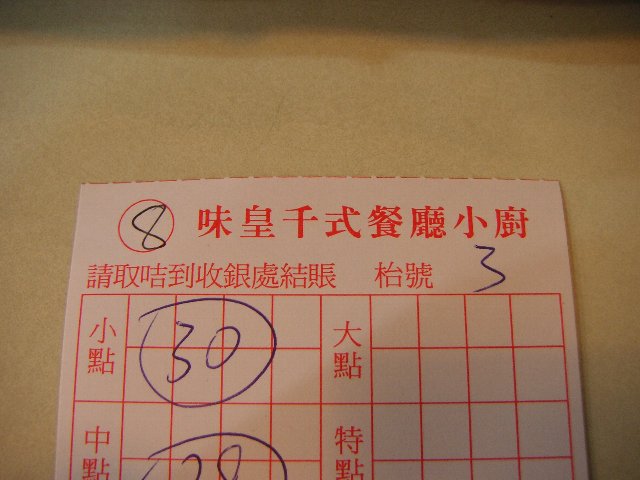 8 味皇千式餐廳小廚
請取咭到收銀處結賬 枱號 3
小點 30 大點
中點 28 特點